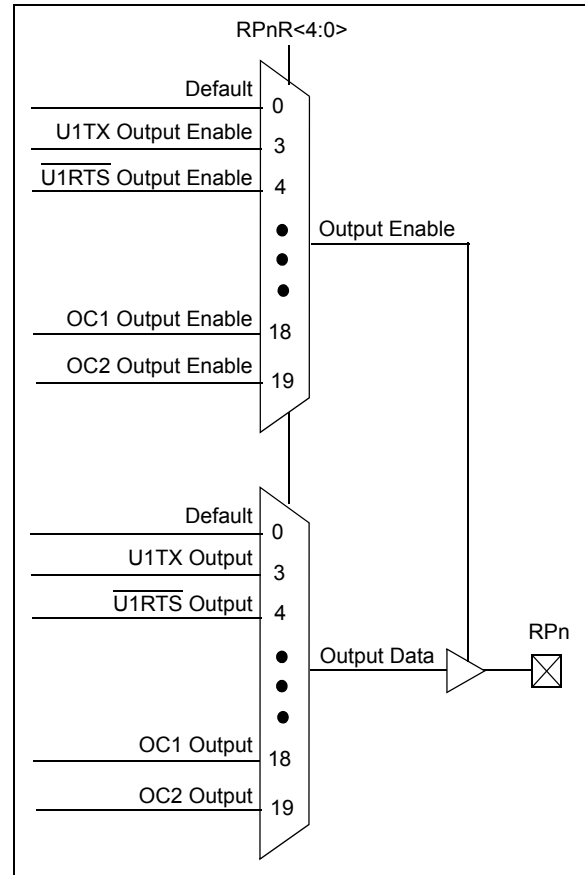 RPnR<4:0>
Default
0
U1TX Output Enable
3
U1RTS Output Enable
4
Output Enable
OC1 Output Enable
18
OC2 Output Enable
19
Default
0
U1TX Output
3
U1RTS Output
4
RPn
Output Data
OC1 Output
18
OC2 Output
19